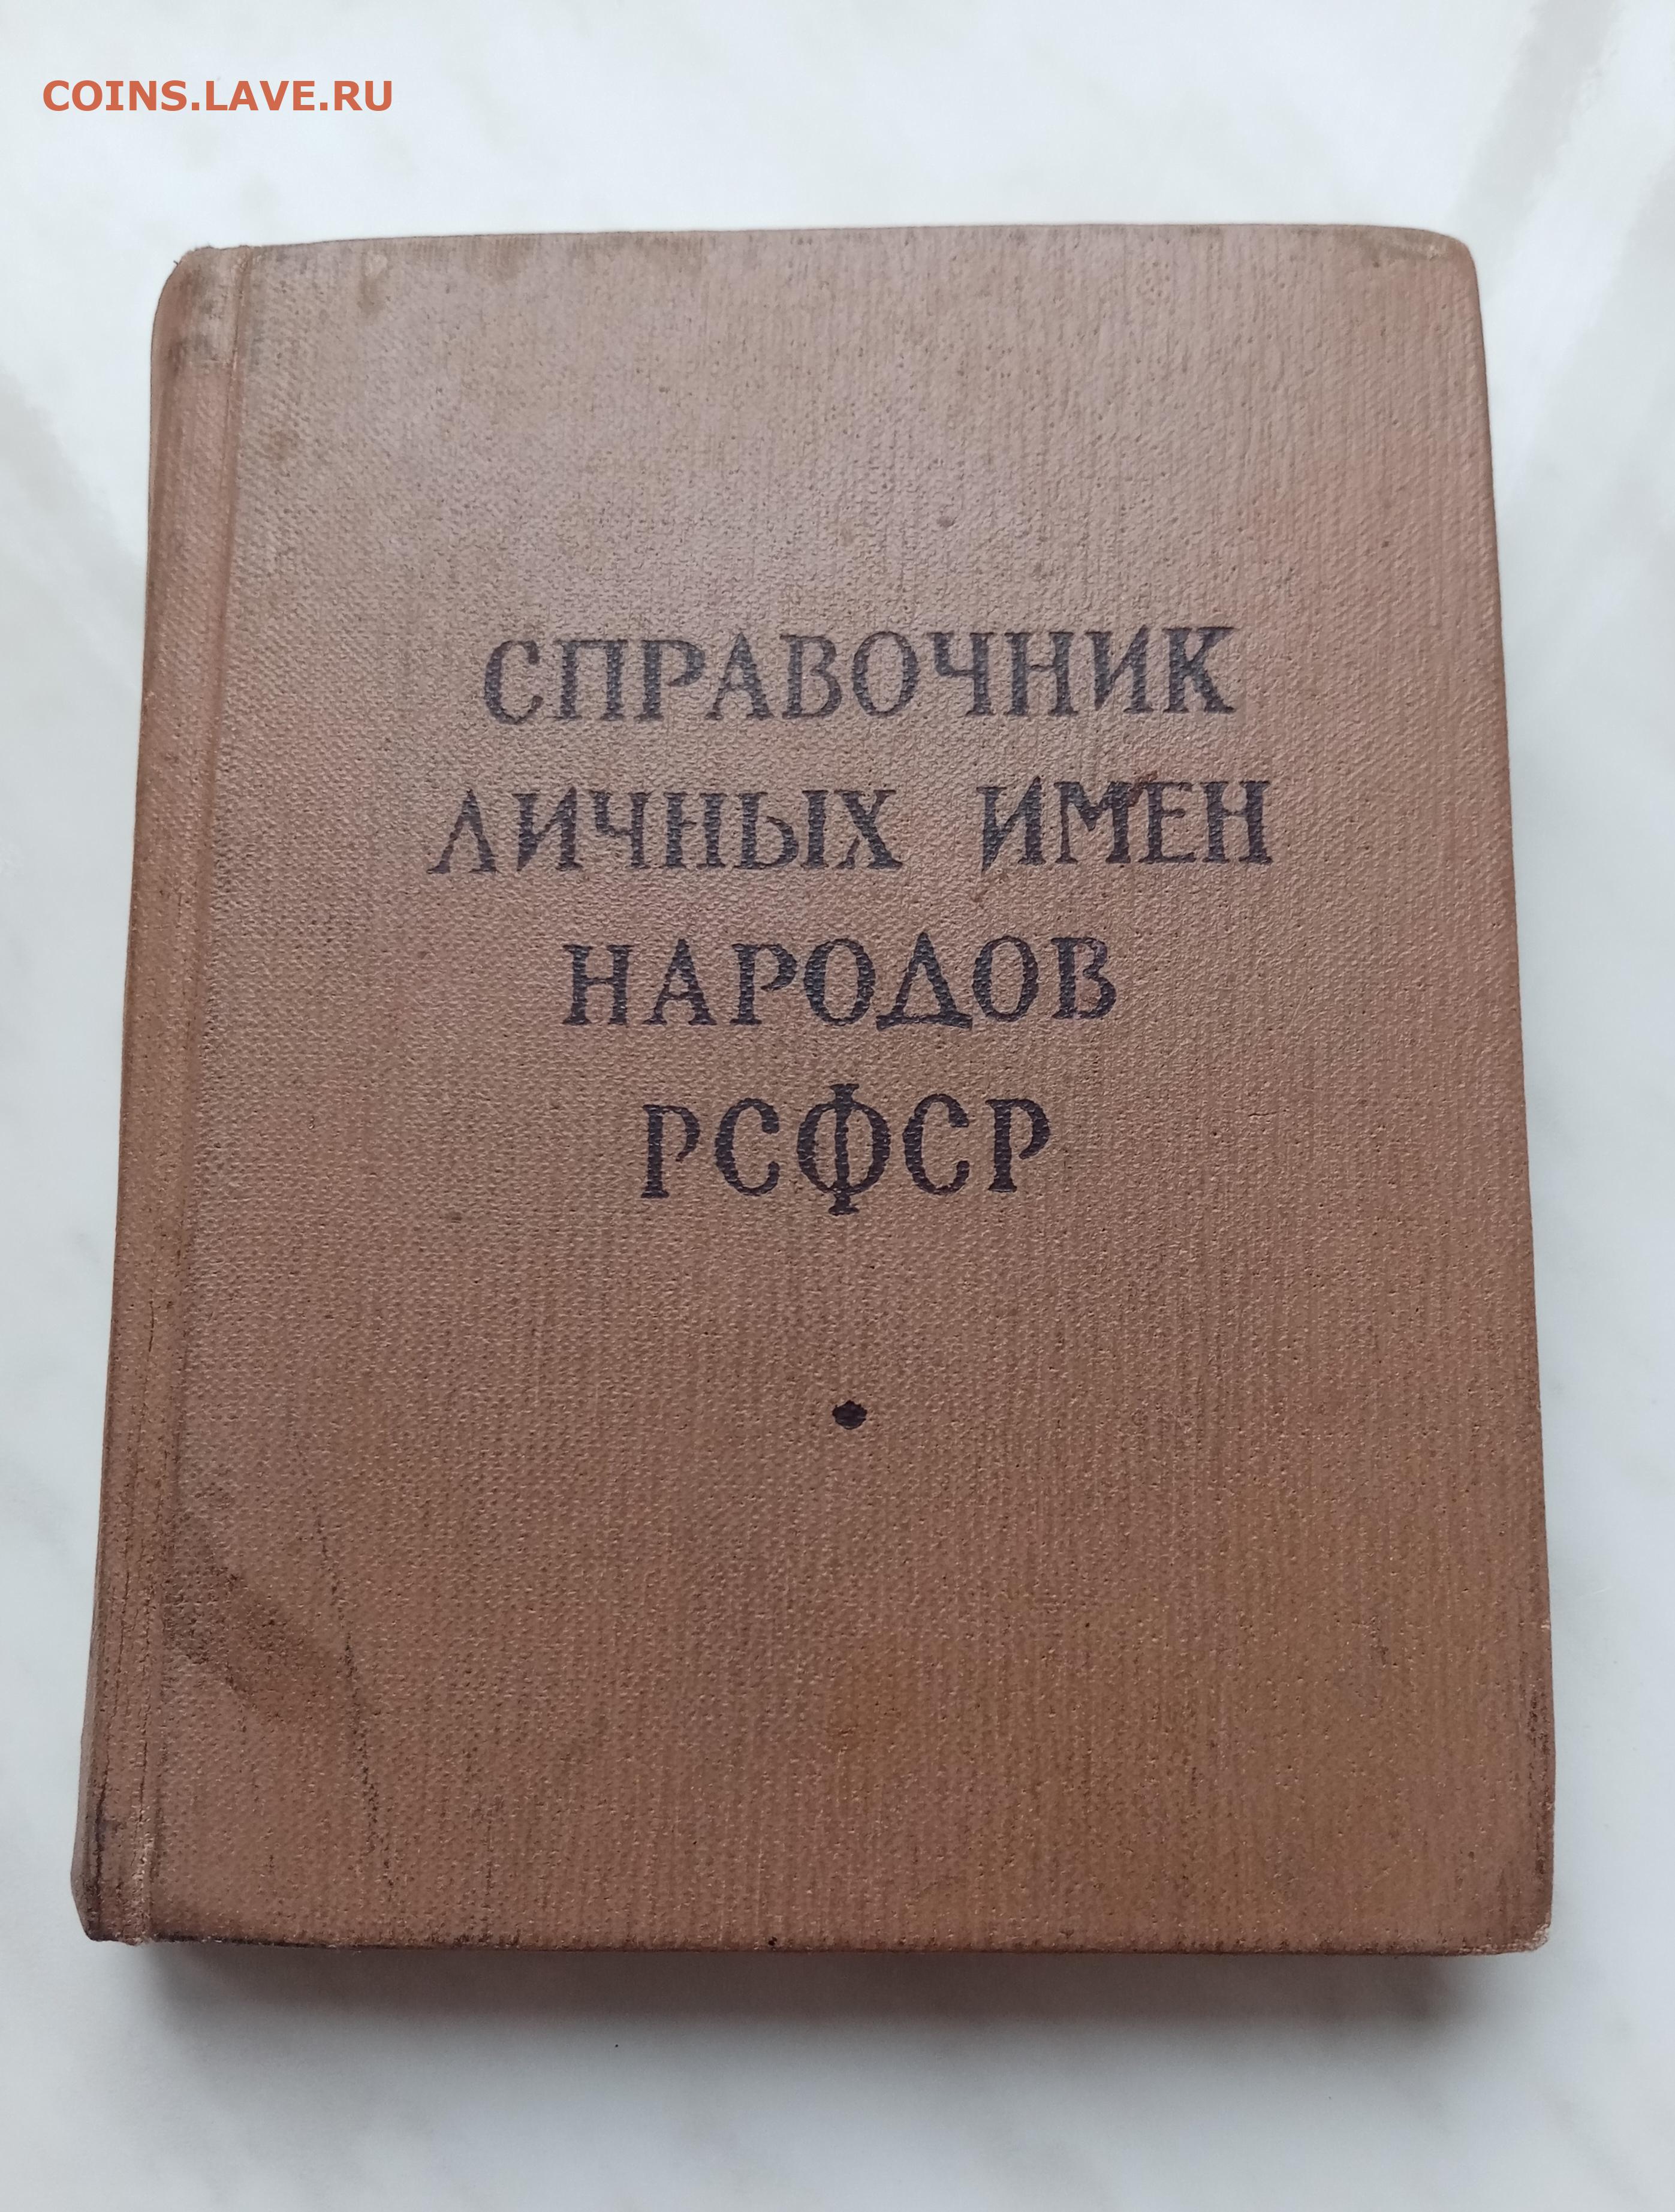 COINS.LAVE.RU
СПРАВОЧНИК
ЛИЧНЫХ ИМЕН
НАРОДОВ
РСФСР